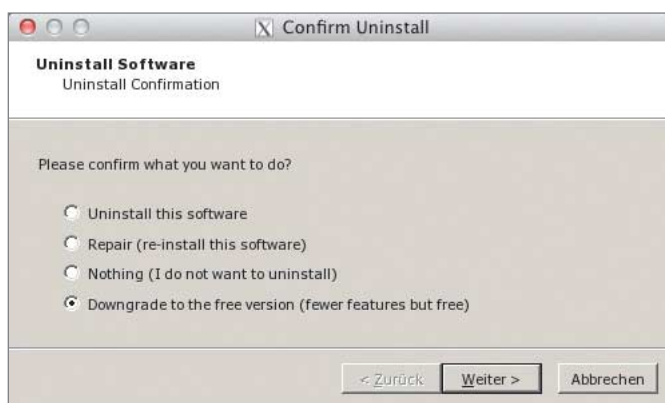 Confirm Uninstall
Uninstall Software
Uninstall Confirmation
Please confirm what you want to do?
Uninstall this software
Repair (re-install this software)
Nothing (I do not want to uninstall)
Downgrade to the free version (fewer features but free)
< Zurück Weiter > Abbrechen